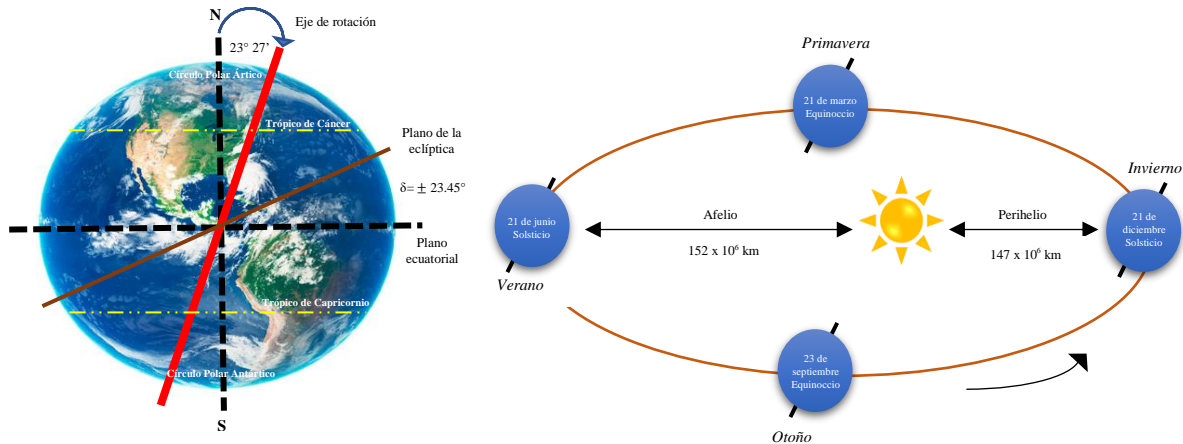 N
Eje de rotación
23° 27’
Círculo Polar Ártico
Trópico de Cáncer
Plano de la
eclíptica
δ= ± 23.45°
Plano
ecuatorial
Trópico de Capricornio
Círculo Polar Antártico
S
Primavera
21 de marzo
Equinoccio
Invierno
21 de
diciembre
Solsticio
21 de junio
Solsticio
Verano
Afelio
152 x 10⁶ km
Perihelio
147 x 10⁶ km
23 de
septiembre
Equinoccio
Otoño